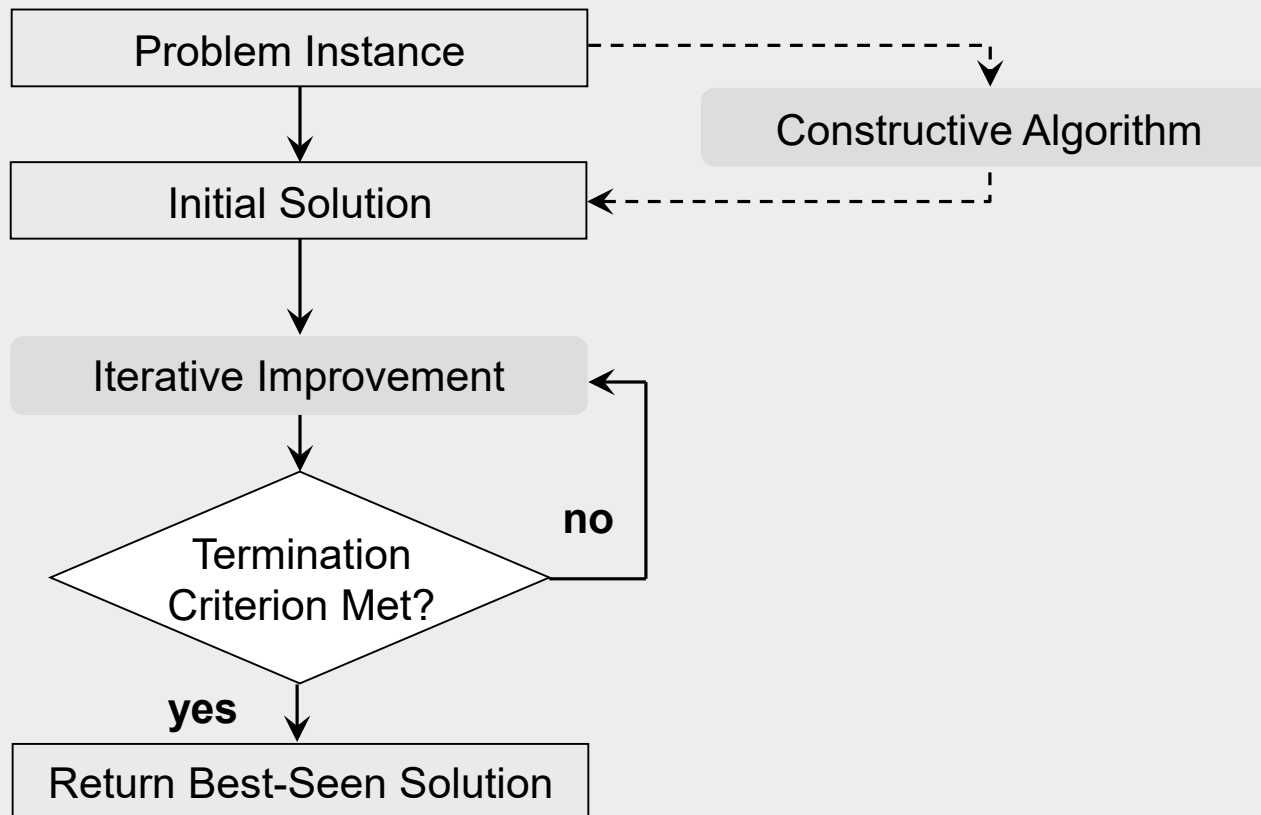 Problem Instance
Constructive Algorithm
Initial Solution
Iterative Improvement
no
Termination
Criterion Met?
yes
Return Best-Seen Solution